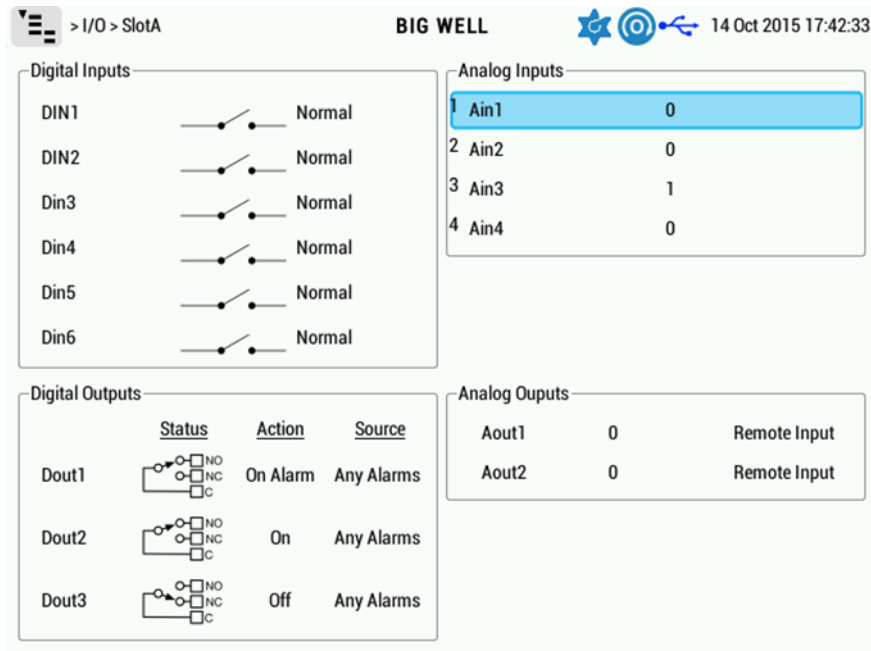 > I/O > SlotA
BIG WELL
14 Oct 2015 17:42:33
Digital Inputs
DIN1 Normal
DIN2 Normal
Din3 Normal
Din4 Normal
Din5 Normal
Din6 Normal
Analog Inputs
1 Ain1 0
2 Ain2 0
3 Ain3 1
4 Ain4 0
Digital Outputs
Status Action Source
Dout1 NO NC C On Alarm Any Alarms
Dout2 NO NC C On Any Alarms
Dout3 NO NC C Off Any Alarms
Analog Ouputs
Aout1 0 Remote Input
Aout2 0 Remote Input